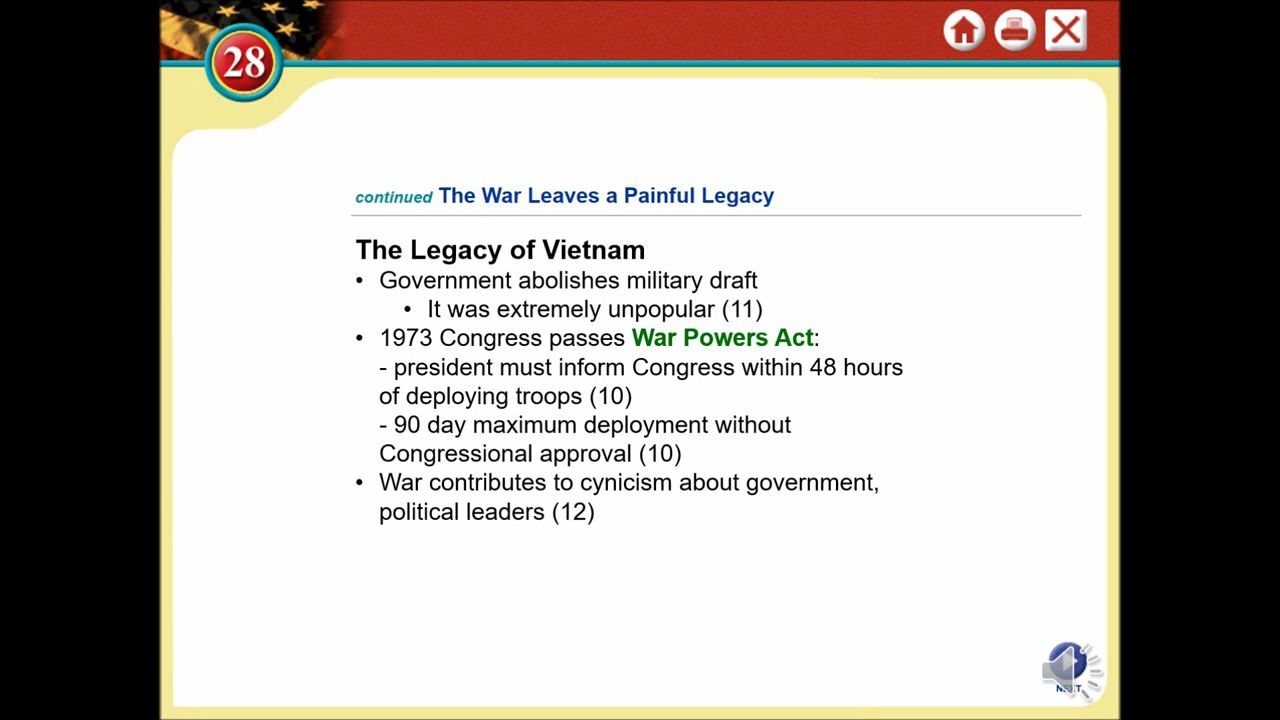 28
continued The War Leaves a Painful Legacy
The Legacy of Vietnam
• Government abolishes military draft
• It was extremely unpopular (11)
• 1973 Congress passes War Powers Act:
- president must inform Congress within 48 hours
of deploying troops (10)
- 90 day maximum deployment without
Congressional approval (10)
• War contributes to cynicism about government,
political leaders (12)
NEXT